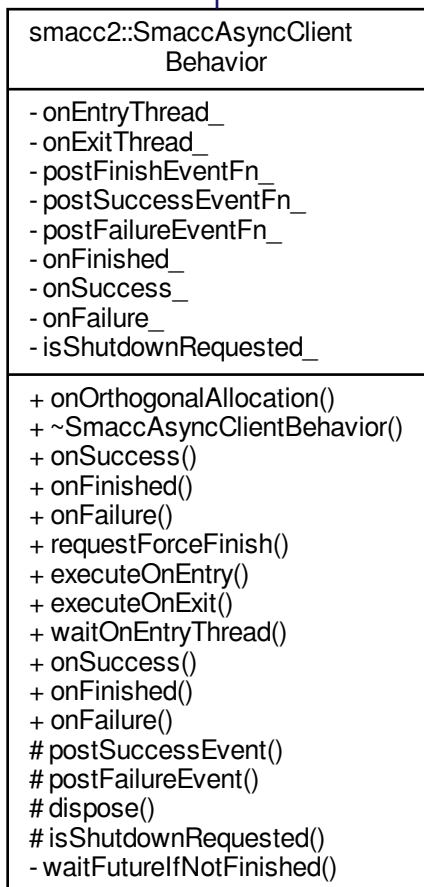 smacc2::SmaccAsyncClient
Behavior
- onEntryThread_
- onExitThread_
- postFinishEventFn_
- postSuccessEventFn_
- postFailureEventFn_
- onFinished_
- onSuccess_
- onFailure_
- isShutdownRequested_
+ onOrthogonalAllocation()
+ ~SmaccAsyncClientBehavior()
+ onSuccess()
+ onFinished()
+ onFailure()
+ requestForceFinish()
+ executeOnEntry()
+ executeOnExit()
+ waitOnEntryThread()
+ onSuccess()
+ onFinished()
+ onFailure()
# postSuccessEvent()
# postFailureEvent()
# dispose()
# isShutdownRequested()
- waitFutureIfNotFinished()